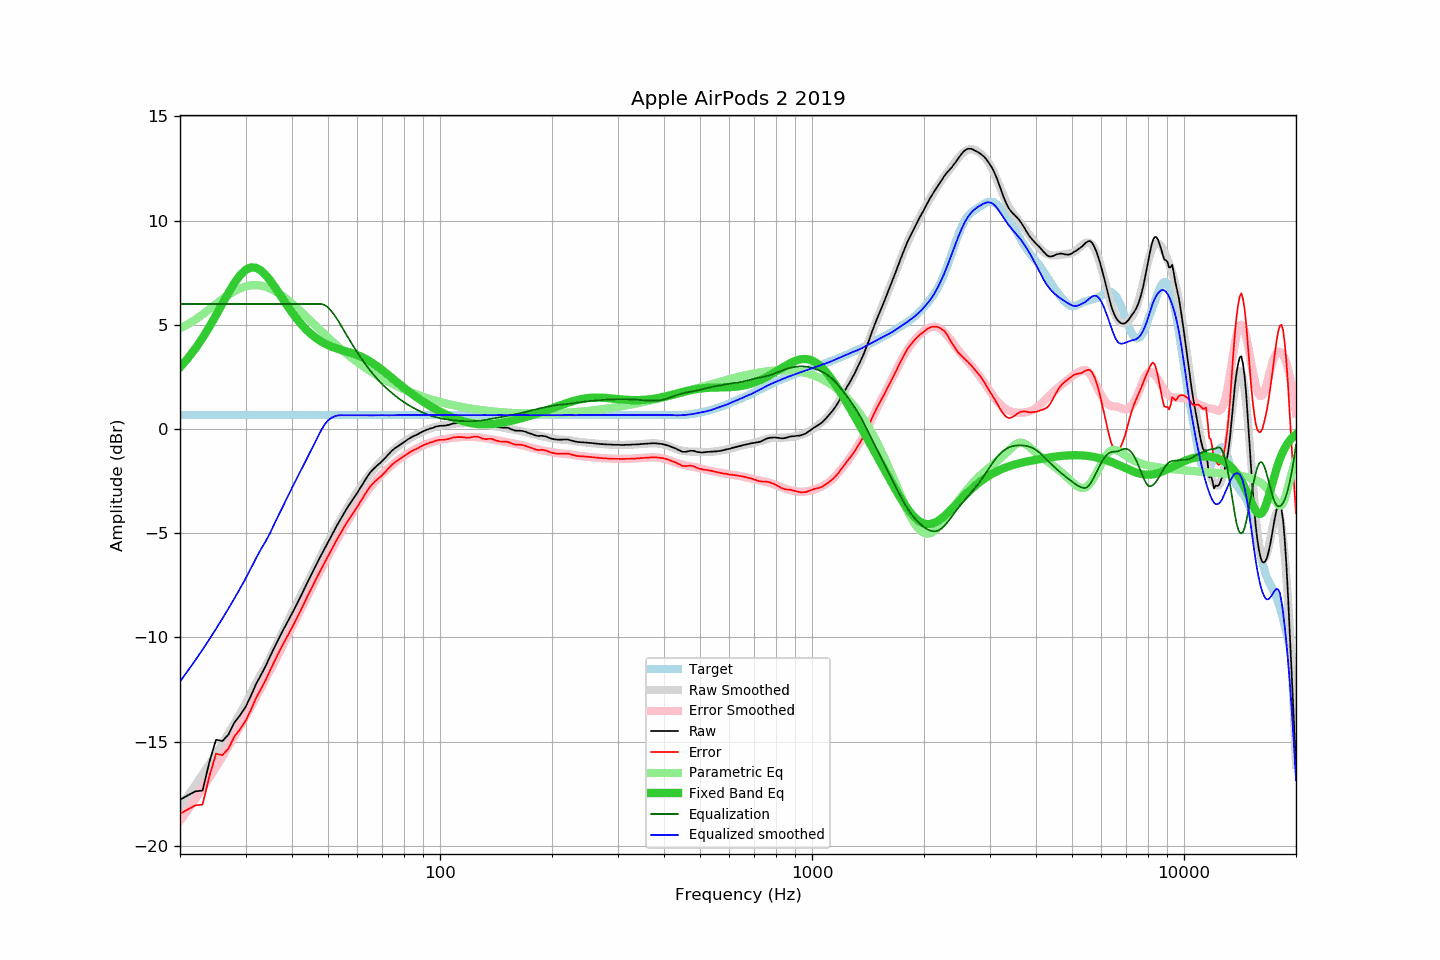 Apple AirPods 2 2019
15
10
5
0
−5
−10
−15
−20
Amplitude (dBr)
100
1000
10000
Frequency (Hz)
Target
Raw Smoothed
Error Smoothed
Raw
Error
Parametric Eq
Fixed Band Eq
Equalization
Equalized smoothed